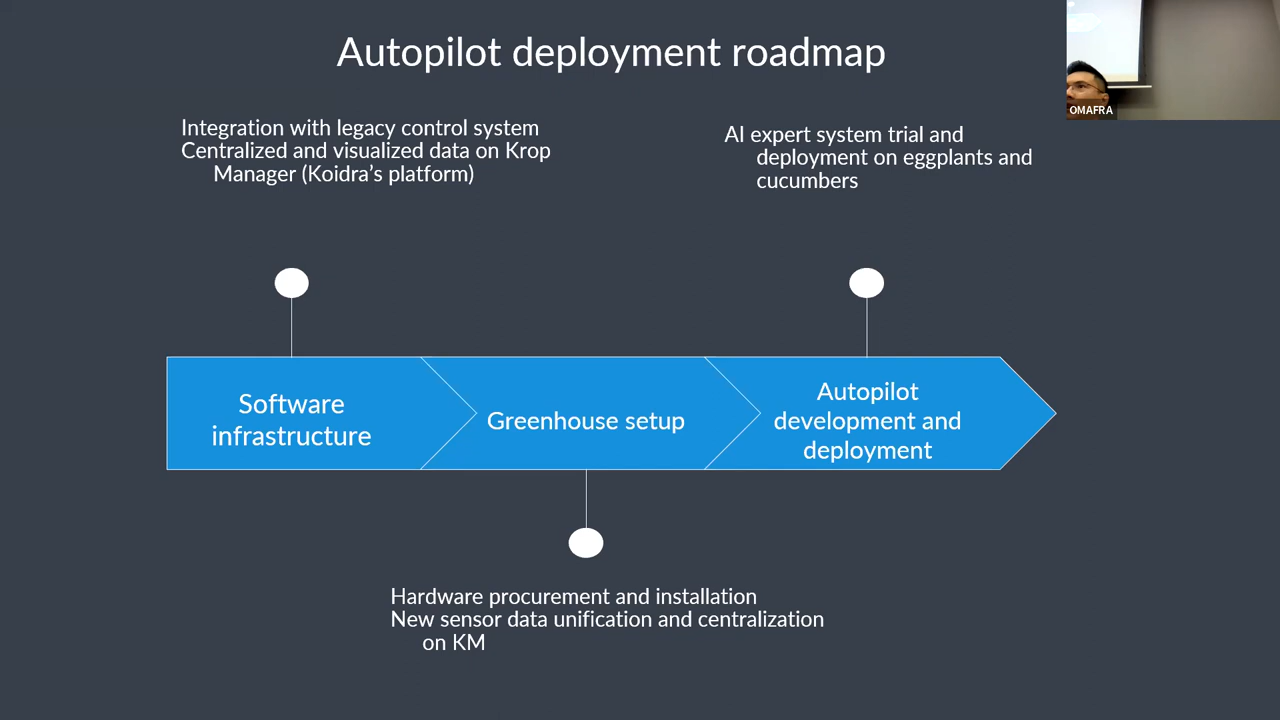 Autopilot deployment roadmap
OMAFRA
Integration with legacy control system
Centralized and visualized data on Krop
Manager (Koidra’s platform)
AI expert system trial and
deployment on eggplants and
cucumbers
Software
infrastructure
Greenhouse setup
Autopilot
development and
deployment
Hardware procurement and installation
New sensor data unification and centralization
on KM